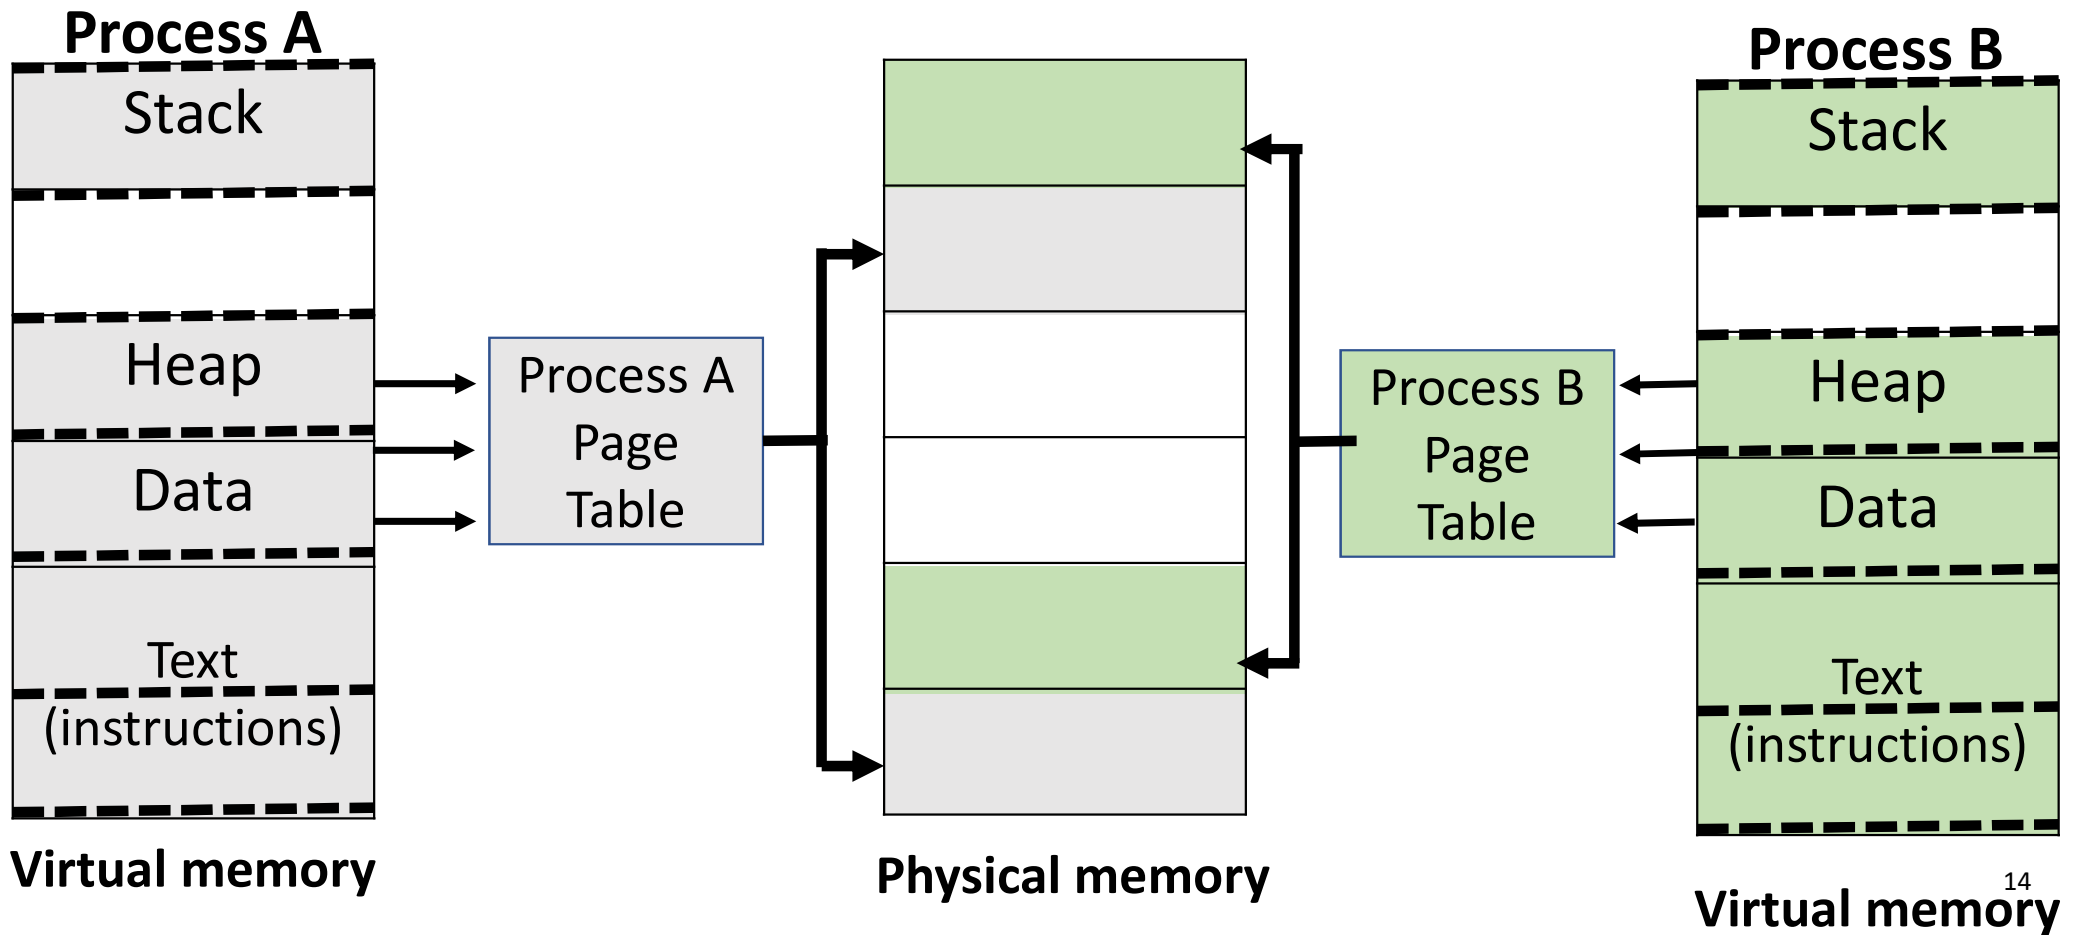 Process A
Stack
Heap
Data
Text
(instructions)
Virtual memory
Process A
Page
Table
Physical memory
Process B
Page
Table
Process B
Stack
Heap
Data
Text
(instructions)
14
Virtual memory